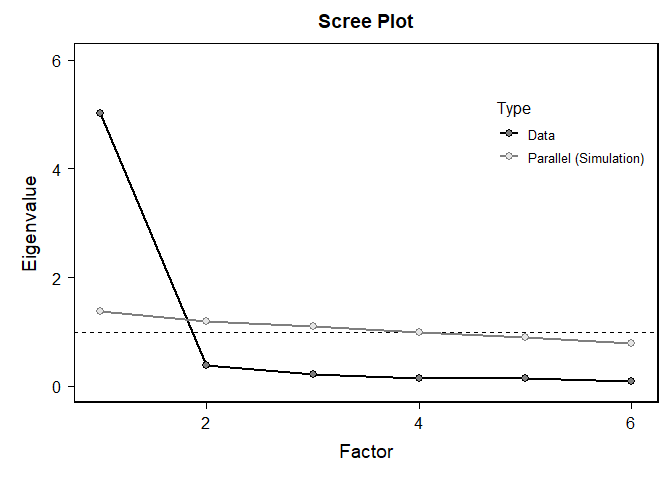 Scree Plot
6
4
2
0
Eigenvalue
Type
Data
Parallel (Simulation)
2
4
6
Factor